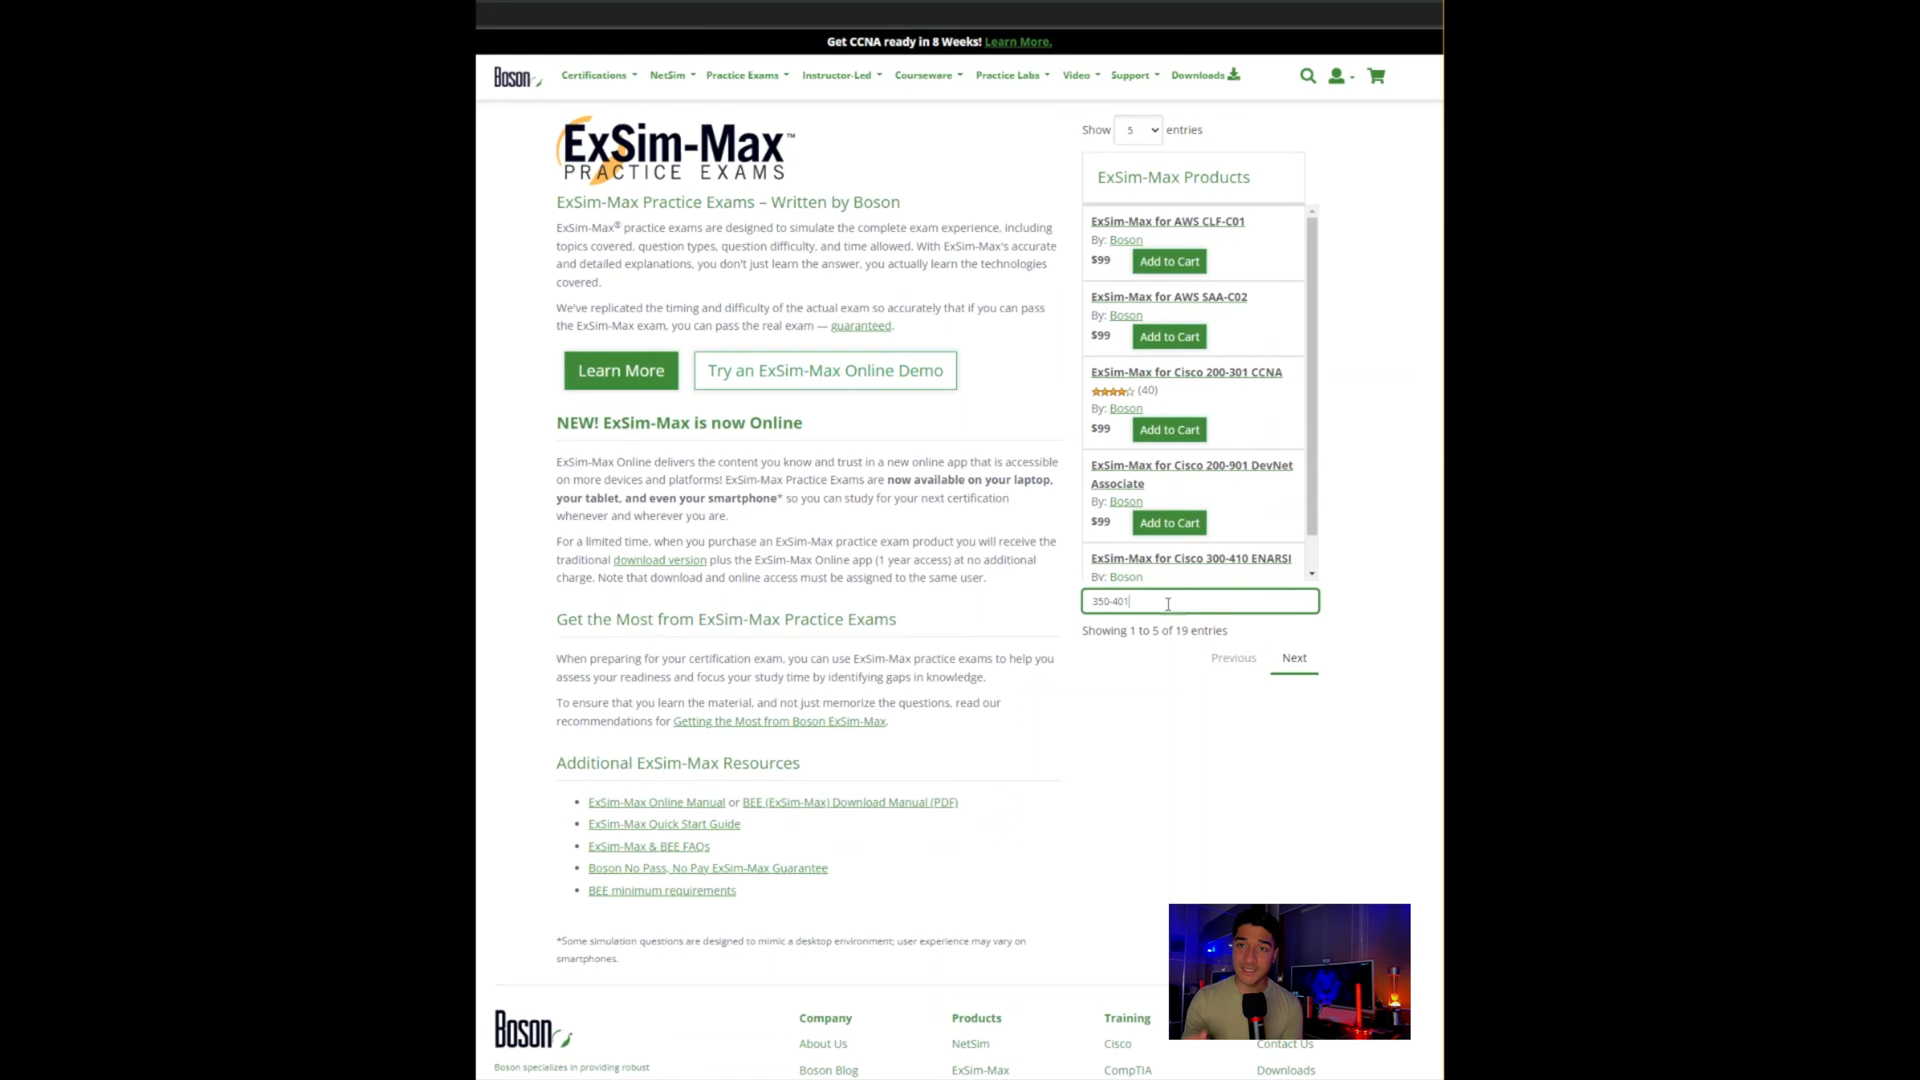 Get CCNA ready in 8 Weeks! Learn More.
Boson
Certifications NetSim Practice Exams Instructor-Led Courseware Practice Labs Video Support Downloads
ExSim-Max™
PRACTICE EXAMS
ExSim-Max Practice Exams – Written by Boson
ExSim-Max® practice exams are designed to simulate the complete exam experience, including
topics covered, question types, question difficulty, and time allowed. With ExSim-Max's accurate
and detailed explanations, you don't just learn the answer, you actually learn the technologies
covered.
We've replicated the timing and difficulty of the actual exam so accurately that if you can pass
the ExSim-Max exam, you can pass the real exam — guaranteed.
Learn More Try an ExSim-Max Online Demo
NEW! ExSim-Max is now Online
ExSim-Max Online delivers the content you know and trust in a new online app that is accessible
on more devices and platforms! ExSim-Max Practice Exams are now available on your laptop,
your tablet, and even your smartphone* so you can study for your next certification
whenever and wherever you are.
For a limited time, when you purchase an ExSim-Max practice exam product you will receive the
traditional download version plus the ExSim-Max Online app (1 year access) at no additional
charge. Note that download and online access must be assigned to the same user.
Get the Most from ExSim-Max Practice Exams
When preparing for your certification exam, you can use ExSim-Max practice exams to help you
assess your readiness and focus your study time by identifying gaps in knowledge.
To ensure that you learn the material, and not just memorize the questions, read our
recommendations for Getting the Most from Boson ExSim-Max.
Additional ExSim-Max Resources
• ExSim-Max Online Manual or BEE (ExSim-Max) Download Manual (PDF)
• ExSim-Max Quick Start Guide
• ExSim-Max & BEE FAQs
• Boson No Pass, No Pay ExSim-Max Guarantee
• BEE minimum requirements
*Some simulation questions are designed to mimic a desktop environment; user experience may vary on
smartphones.
Show 5 entries
ExSim-Max Products
ExSim-Max for AWS CLF-C01
By: Boson
$99 Add to Cart
ExSim-Max for AWS SAA-C02
By: Boson
$99 Add to Cart
ExSim-Max for Cisco 200-301 CCNA
(40)
By: Boson
$99 Add to Cart
ExSim-Max for Cisco 200-901 DevNet
Associate
By: Boson
$99 Add to Cart
ExSim-Max for Cisco 300-410 ENARSI
By: Boson
350-401
Showing 1 to 5 of 19 entries
Previous Next
Boson
Boson specializes in providing robust
Company
About Us
Boson Blog
Products
NetSim
ExSim-Max
Training
Cisco
CompTIA
Contact Us
Downloads